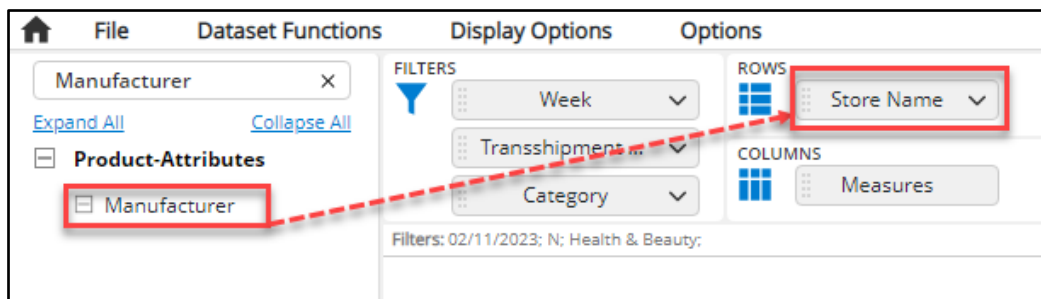 File Dataset Functions Display Options Options
Manufacturer ×
Expand All Collapse All
Product-Attributes
Manufacturer
FILTERS
Week
Transshipment ...
Category
ROWS
Store Name
COLUMNS
Measures
Filters: 02/11/2023; N; Health & Beauty;